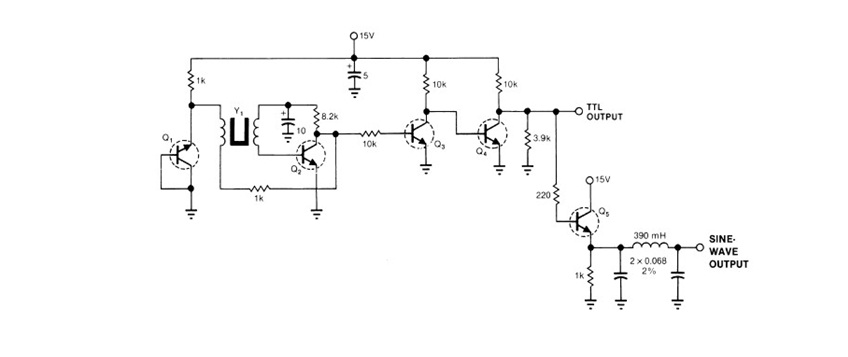 15V
1k
+
5
10k
10k
Y1
+
10
8.2k
TTL
OUTPUT
Q1
Q2
10k
Q3
Q4
3.9k
1k
220
15V
Q5
390 mH
SINE-
WAVE
OUTPUT
2 x 0.068
2%
1k